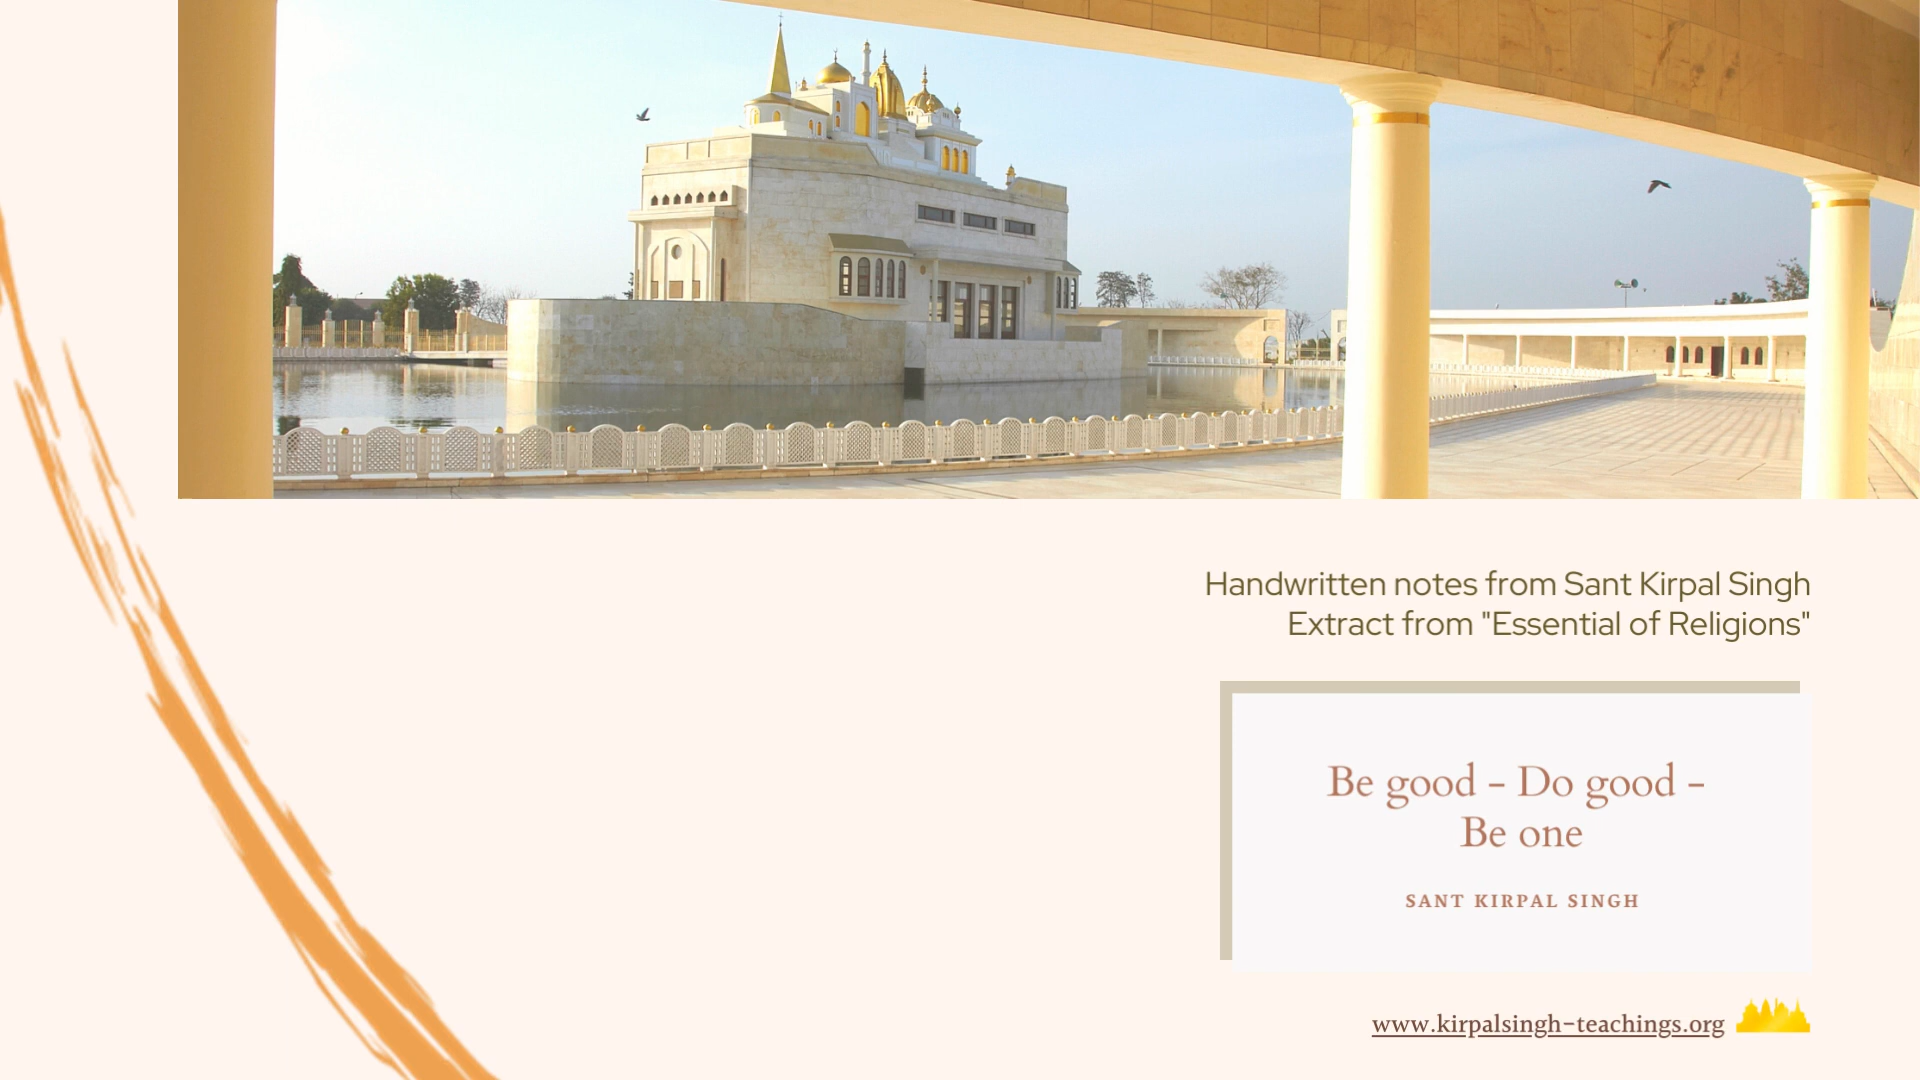 Handwritten notes from Sant Kirpal Singh
Extract from "Essential of Religions"
Be good - Do good -
Be one
SANT KIRPAL SINGH
www.kirpalsingh-teachings.org